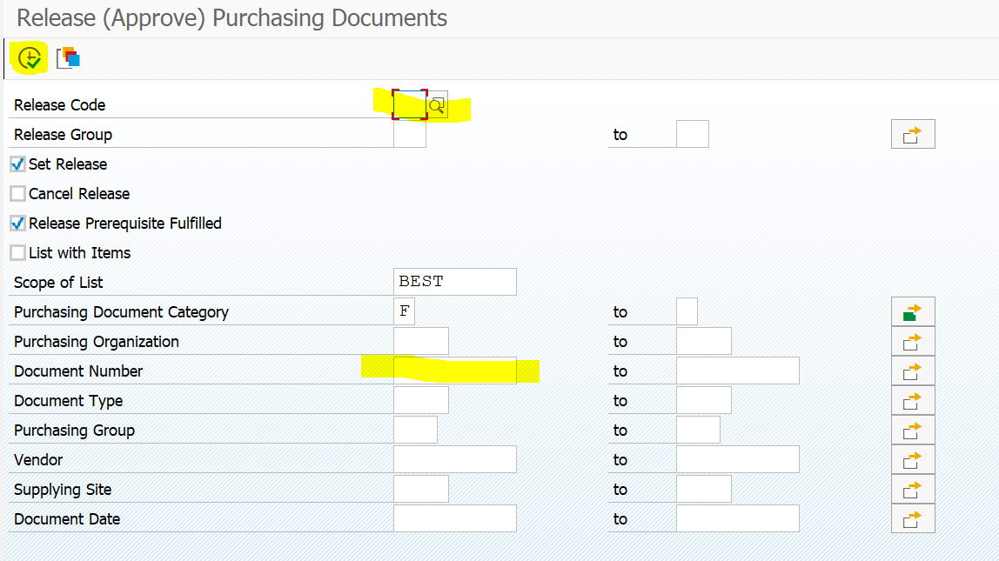 Release (Approve) Purchasing Documents
Release Code
Release Group to
Set Release
Cancel Release
Release Prerequisite Fulfilled
List with Items
Scope of List BEST
Purchasing Document Category F to
Purchasing Organization to
Document Number to
Document Type to
Purchasing Group to
Vendor to
Supplying Site to
Document Date to